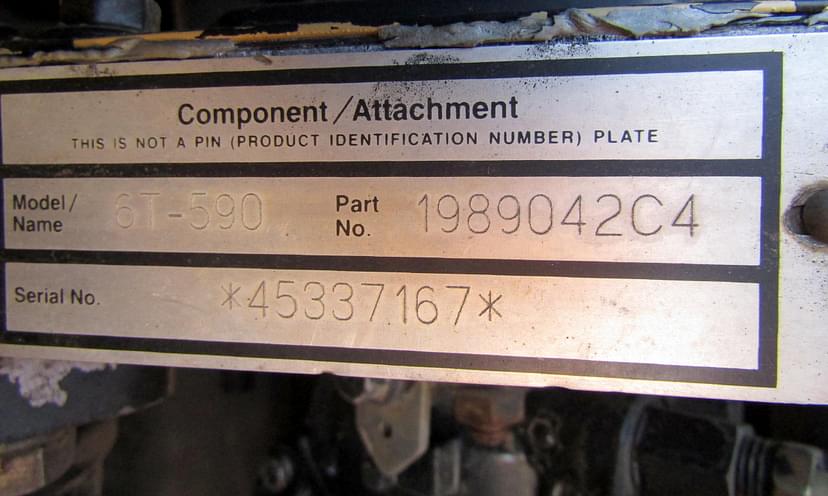 Component/Attachment
THIS IS NOT A PIN (PRODUCT IDENTIFICATION NUMBER) PLATE
Model/ Name 6T-590 Part No. 1989042C4
Serial No. *45337167*